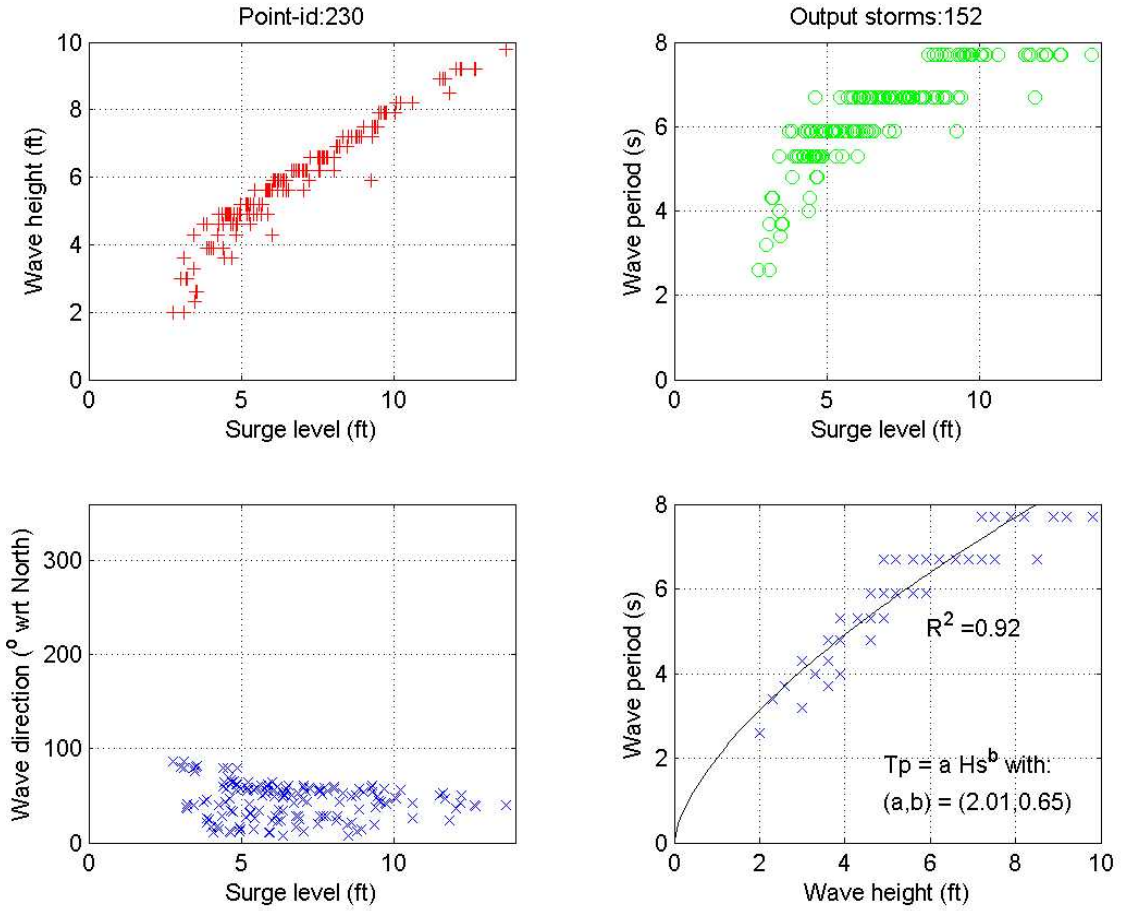 Point-id:230
10
8
6
4
2
0
Wave height (ft)
0 5 10
Surge level (ft)
Output storms:152
8
6
4
2
0
Wave period (s)
0 5 10
Surge level (ft)
300
200
100
0
Wave direction (° wrt North)
0 5 10
Surge level (ft)
8
6
4
2
0
Wave period (s)
R² =0.92
Tp = a Hsᵇ with:
(a,b) = (2.01,0.65)
0 2 4 6 8 10
Wave height (ft)